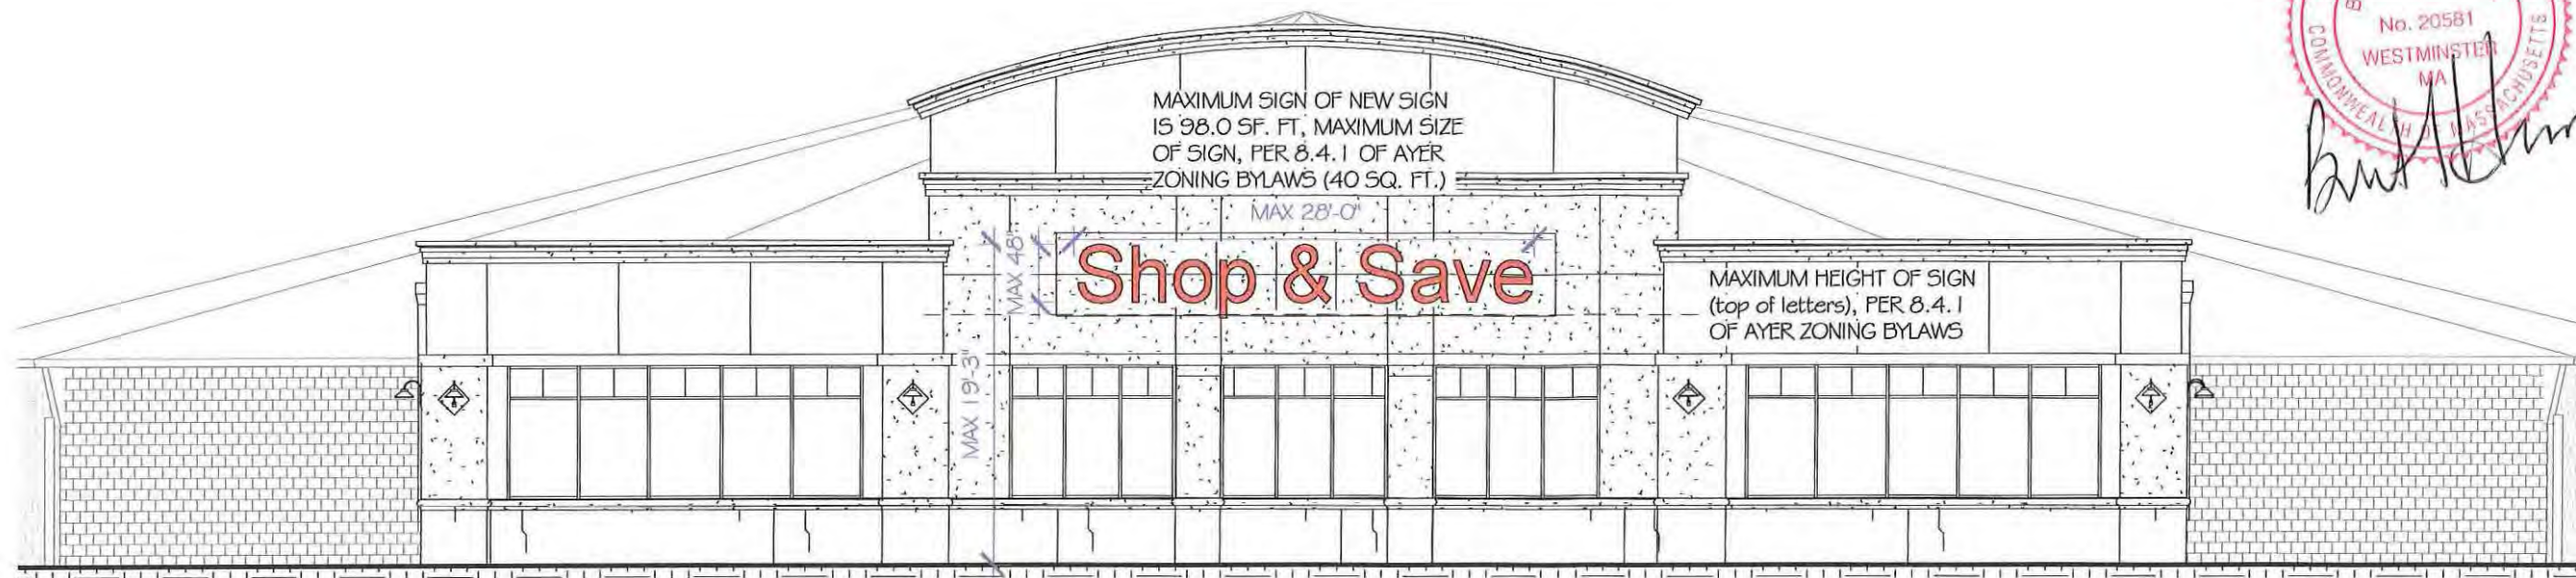 No. 20581
WESTMINSTER
MA
COMMONWEALTH OF MASSACHUSETTS
MAXIMUM SIGN OF NEW SIGN
IS 98.0 SF. FT, MAXIMUM SIZE
OF SIGN, PER 8.4.1 OF AYER
ZONING BYLAWS (40 SQ. FT.)
MAX 28'-0"
MAX 48"
Shop & Save
MAXIMUM HEIGHT OF SIGN
(top of letters), PER 8.4.1
OF AYER ZONING BYLAWS
MAX 19'-3"